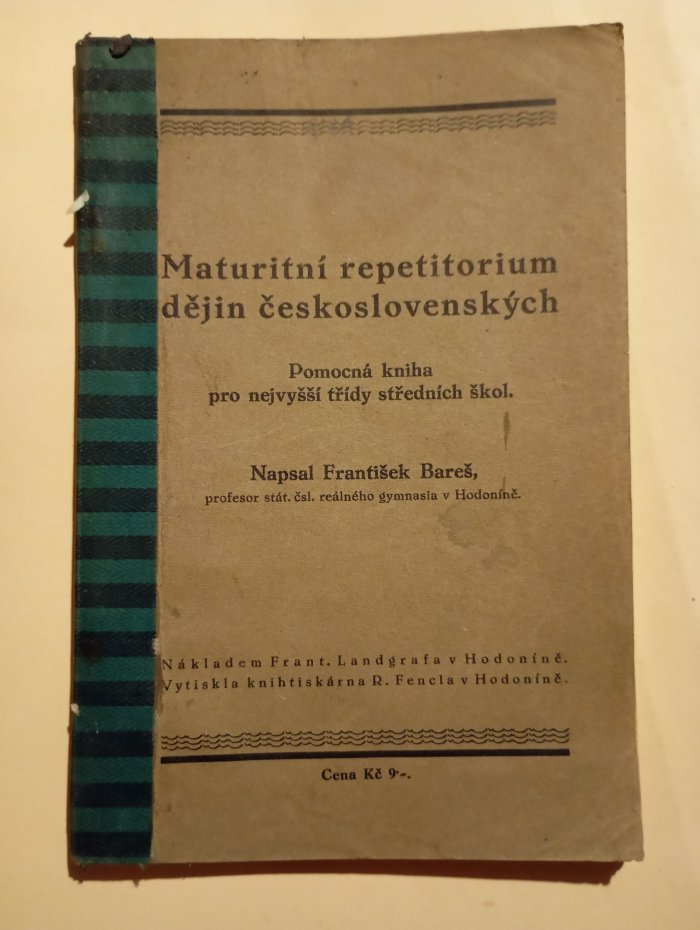 Maturitní repetitorium
dějin československých
Pomocná kniha
pro nejvyšší třídy středních škol.
Napsal František Bareš,
profesor stát. čsl. reálného gymnasia v Hodoníně.
Nákladem Frant. Landgrafa v Hodoníně.
Vytiskla knihtiskárna R. Fencla v Hodoníně.
Cena Kč 9·–.